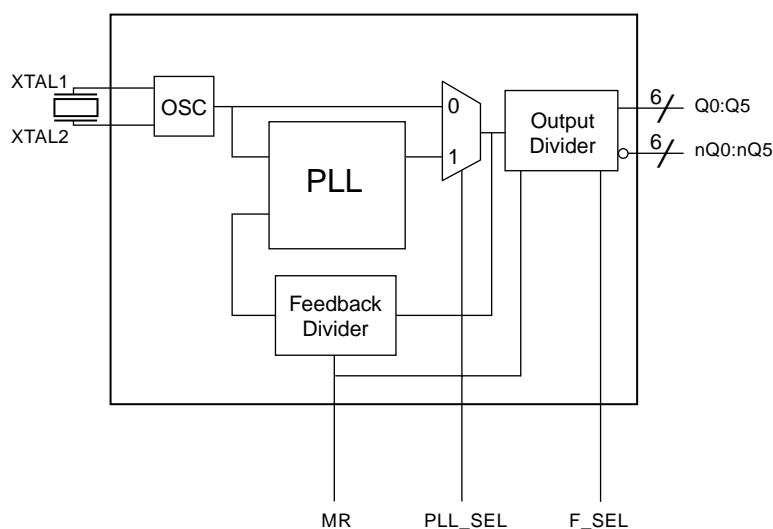 XTAL1
XTAL2
OSC
0
1
PLL
Output
Divider
6
Q0:Q5
6
nQ0:nQ5
Feedback
Divider
MR
PLL_SEL
F_SEL